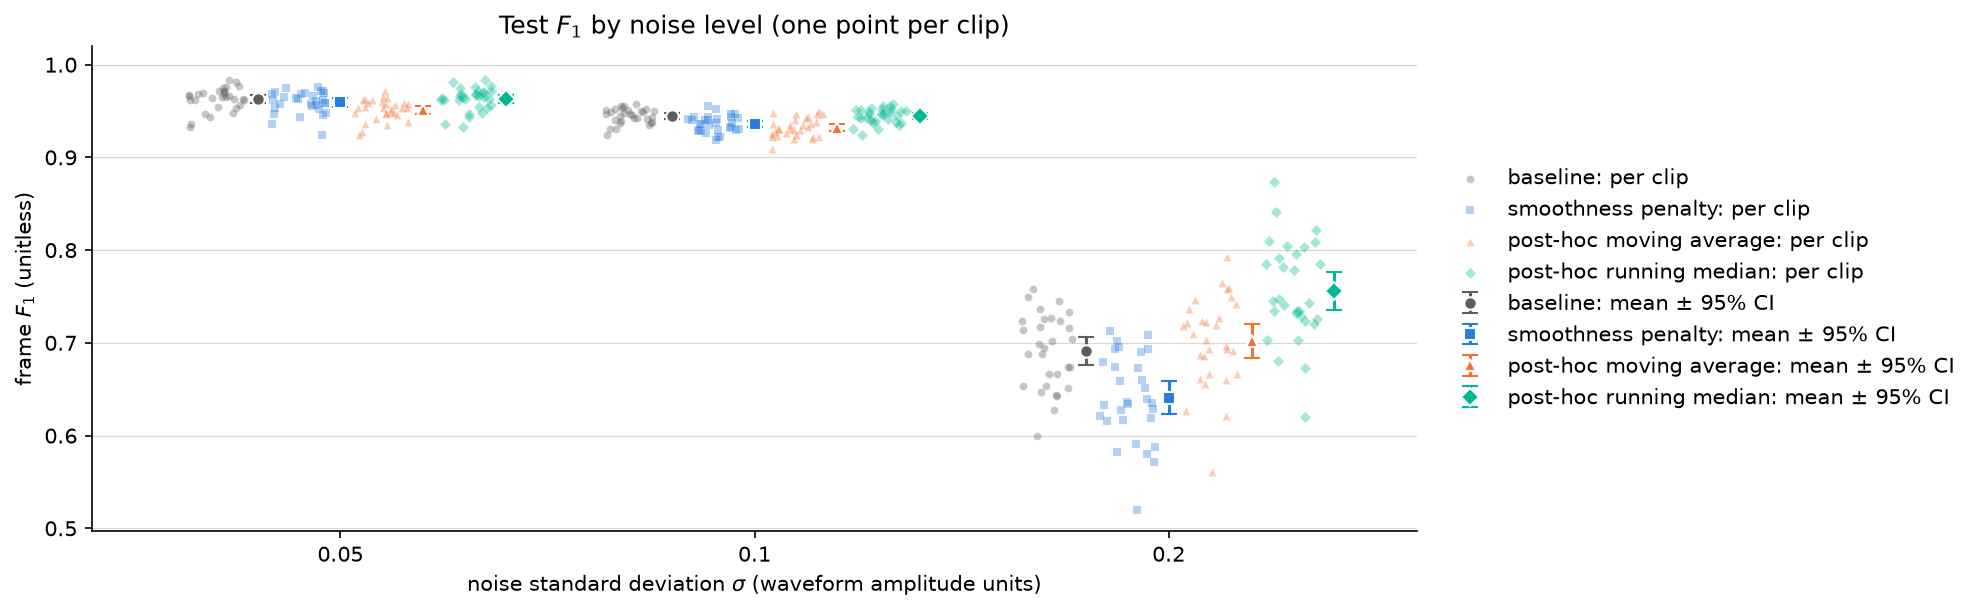 Test F₁ by noise level (one point per clip)
frame F₁ (unitless)
1.0
0.9
0.8
0.7
0.6
0.5
0.05
0.1
0.2
noise standard deviation σ (waveform amplitude units)
baseline: per clip
smoothness penalty: per clip
post-hoc moving average: per clip
post-hoc running median: per clip
baseline: mean ± 95% CI
smoothness penalty: mean ± 95% CI
post-hoc moving average: mean ± 95% CI
post-hoc running median: mean ± 95% CI